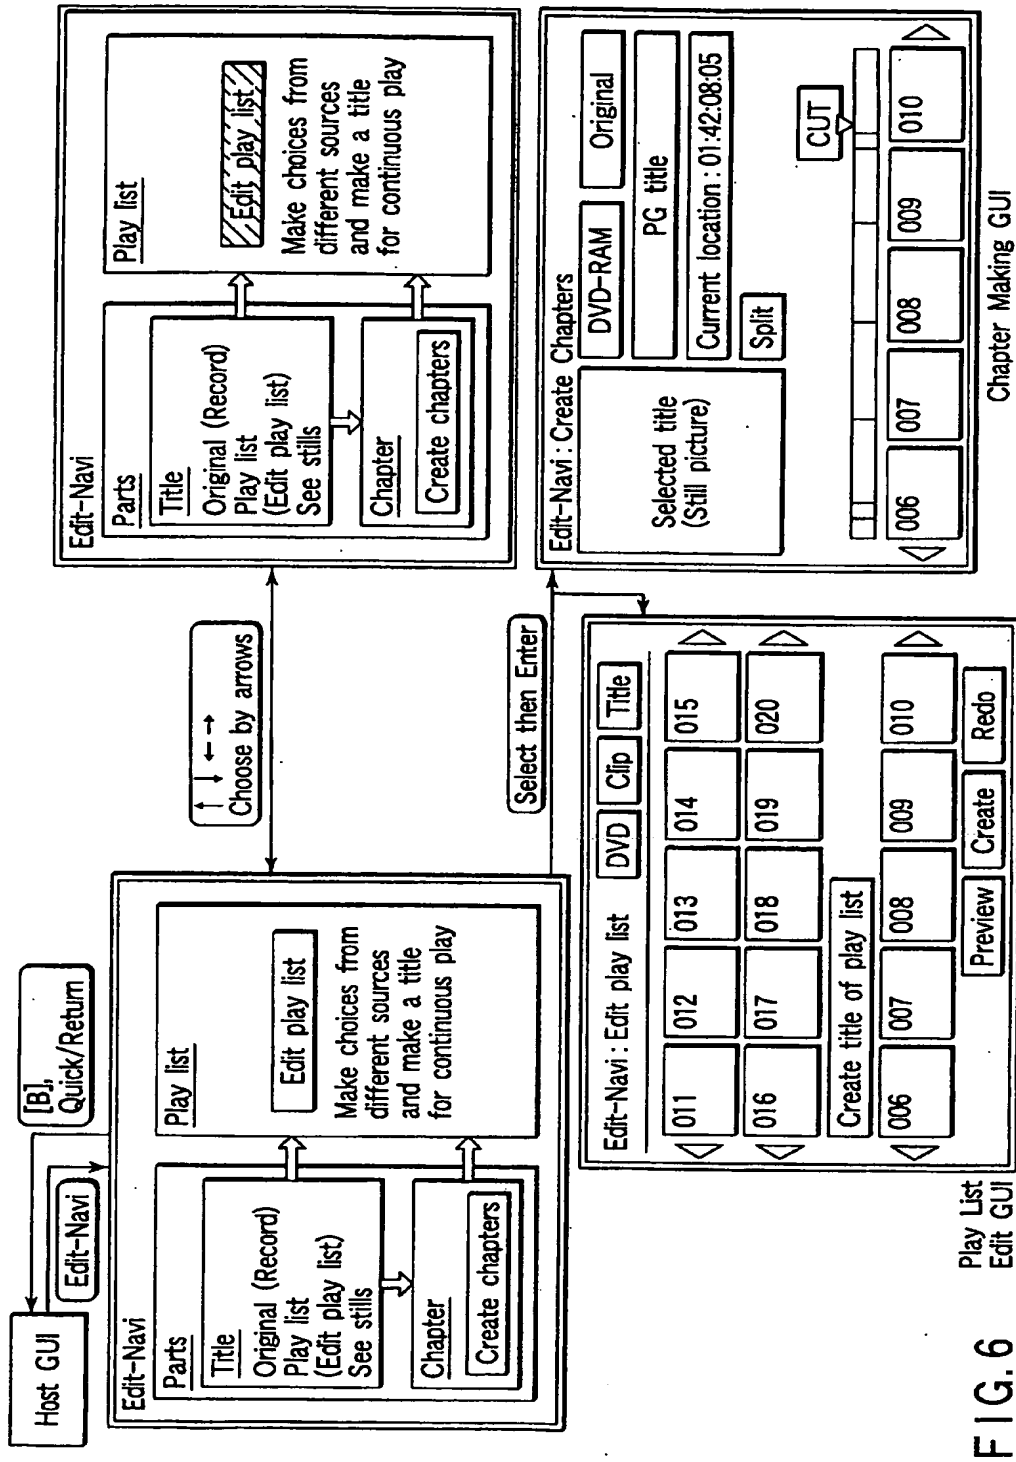 Host GUI
Edit-Navi
[B],
Quick/Return
Edit-Navi
Parts
Title
Original (Record)
Play list
(Edit play list)
See stills
Chapter
Create chapters
Play list
Edit play list
Make choices from
different sources
and make a title
for continuous play
↑ ↓ ← →
Choose by arrows
Edit-Navi
Parts
Title
Original (Record)
Play list
(Edit play list)
See stills
Chapter
Create chapters
Play list
Edit play list
Make choices from
different sources
and make a title
for continuous play
Select then Enter
Edit-Navi : Edit play list
DVD
Clip
Title
011
012
013
014
015
016
017
018
019
020
Create title of play list
006
007
008
009
010
Preview
Create
Redo
Play List
Edit GUI
Edit-Navi : Create Chapters
Selected title
(Still picture)
DVD-RAM
Original
PG title
Current location : 01:42:08:05
Split
CUT
006
007
008
009
010
Chapter Making GUI
FIG. 6